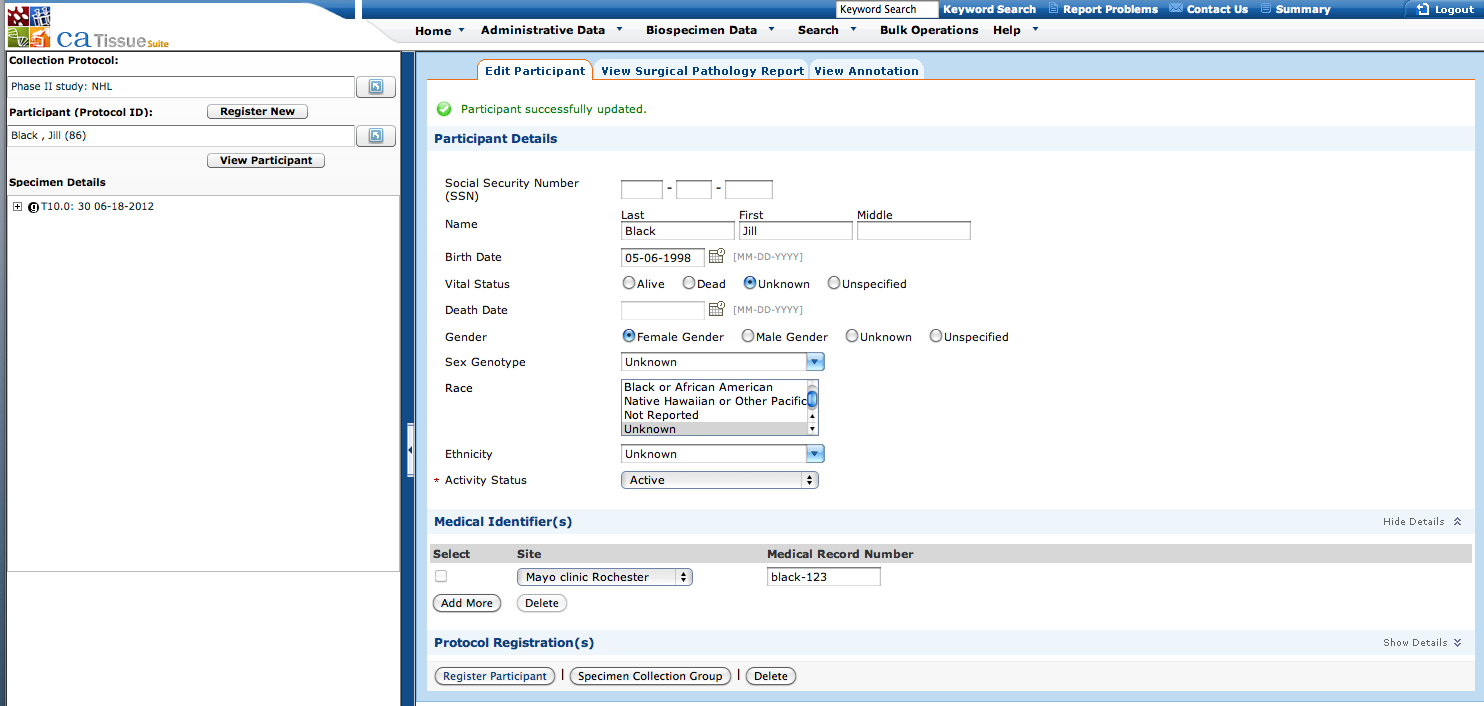 Keyword Search Keyword Search Report Problems Contact Us Summary Logout
caTissue Suite
Home Administrative Data Biospecimen Data Search Bulk Operations Help
Collection Protocol:
Phase II study: NHL
Participant (Protocol ID): Register New
Black , Jill (86)
View Participant
Specimen Details
g T10.0: 30 06-18-2012
Edit Participant View Surgical Pathology Report View Annotation
Participant successfully updated.
Participant Details
Social Security Number
(SSN) - -
Last First Middle
Name Black Jill
Birth Date 05-06-1998 [MM-DD-YYYY]
Vital Status Alive Dead Unknown Unspecified
Death Date [MM-DD-YYYY]
Gender Female Gender Male Gender Unknown Unspecified
Sex Genotype Unknown
Race Black or African American
Native Hawaiian or Other Pacific
Not Reported
Unknown
Ethnicity Unknown
* Activity Status Active
Medical Identifier(s) Hide Details
Select Site Medical Record Number
Mayo clinic Rochester black-123
Add More Delete
Protocol Registration(s) Show Details
Register Participant | Specimen Collection Group | Delete